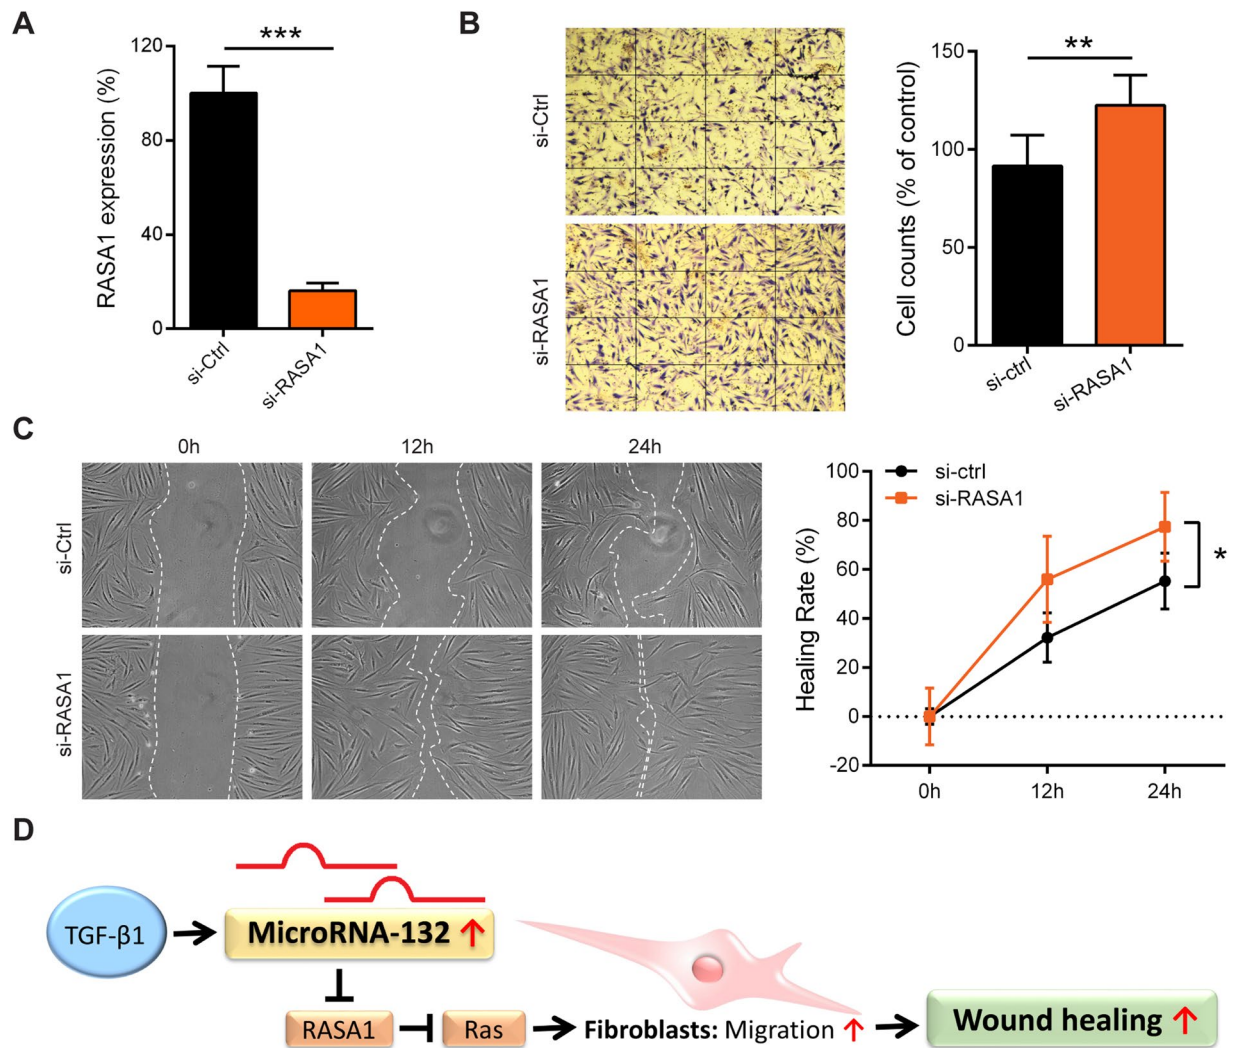 A
RASA1 expression (%)
120
80
40
0
***
si-Ctrl
si-RASA1
B
si-Ctrl
si-RASA1
Cell counts (% of control)
150
100
50
0
**
si-ctrl
si-RASA1
C
0h
12h
24h
si-Ctrl
si-RASA1
Healing Rate (%)
100
80
60
40
20
0
-20
si-ctrl
si-RASA1
*
0h
12h
24h
D
TGF-β1
MicroRNA-132
RASA1
Ras
Fibroblasts: Migration
Wound healing